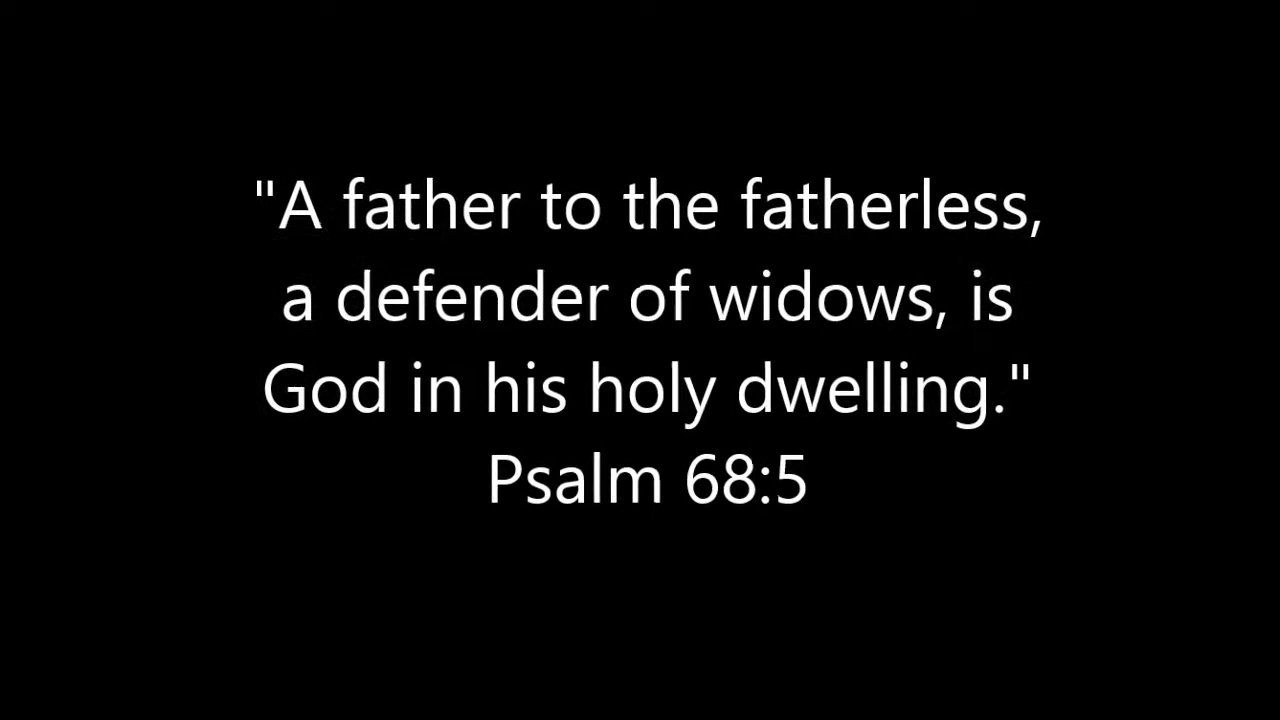 "A father to the fatherless,
a defender of widows, is
God in his holy dwelling."
Psalm 68:5